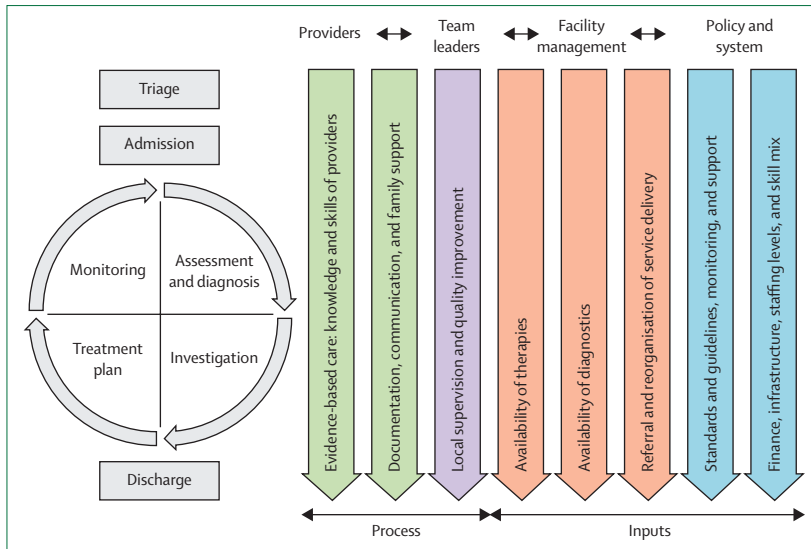 Triage
Admission
Monitoring
Assessment
and diagnosis
Treatment
plan
Investigation
Discharge
Providers
Team
leaders
Facility
management
Policy and
system
Evidence-based care: knowledge and skills of providers
Documentation, communication, and family support
Local supervision and quality improvement
Availability of therapies
Availability of diagnostics
Referral and reorganisation of service delivery
Standards and guidelines, monitoring, and support
Finance, infrastructure, staffing levels, and skill mix
Process
Inputs